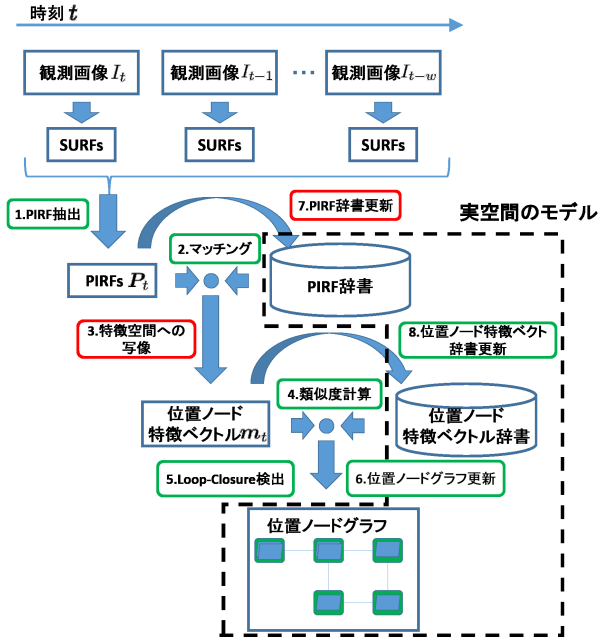 時刻 t
観測画像 I_t
観測画像 I_{t-1}
…
観測画像 I_{t-w}
SURFs
SURFs
SURFs
1.PIRF抽出
7.PIRF辞書更新
実空間のモデル
2.マッチング
PIRFs P_t
PIRF辞書
3.特徴空間への
写像
8.位置ノード特徴ベクト
辞書更新
4.類似度計算
位置ノード
特徴ベクトルm_t
位置ノード
特徴ベクトル辞書
5.Loop-Closure検出
6.位置ノードグラフ更新
位置ノードグラフ